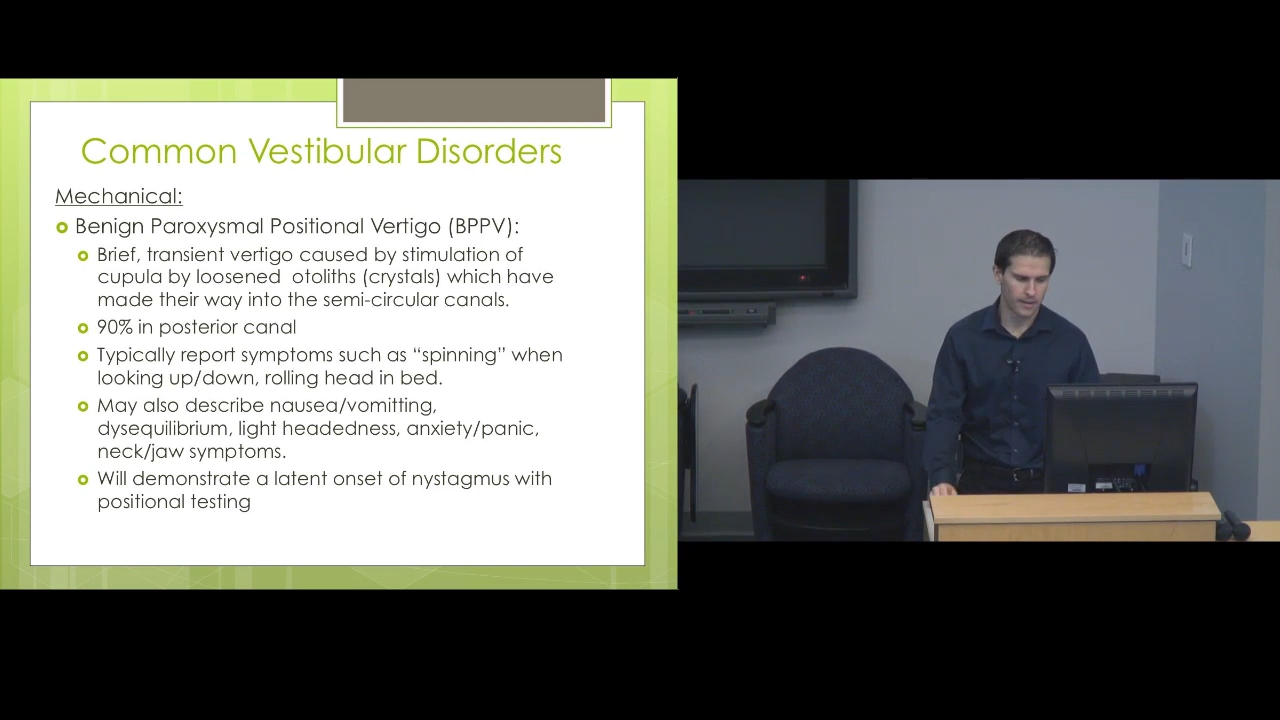 Common Vestibular Disorders
Mechanical:
Benign Paroxysmal Positional Vertigo (BPPV):
Brief, transient vertigo caused by stimulation of
cupula by loosened  otoliths (crystals) which have
made their way into the semi-circular canals.
90% in posterior canal
Typically report symptoms such as “spinning” when
looking up/down, rolling head in bed.
May also describe nausea/vomitting,
dysequilibrium, light headedness, anxiety/panic,
neck/jaw symptoms.
Will demonstrate a latent onset of nystagmus with
positional testing